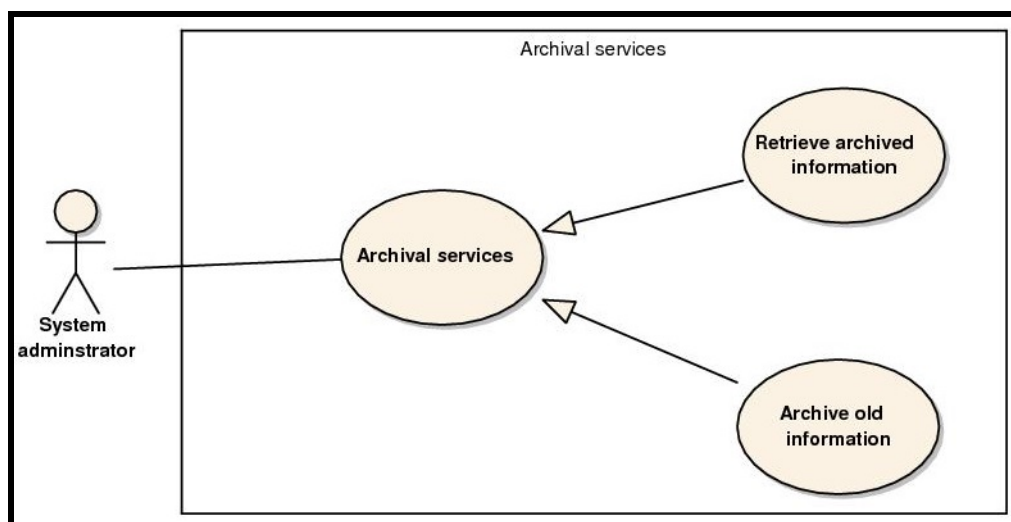 Archival services
Retrieve archived
information
Archival services
System
adminstrator
Archive old
information